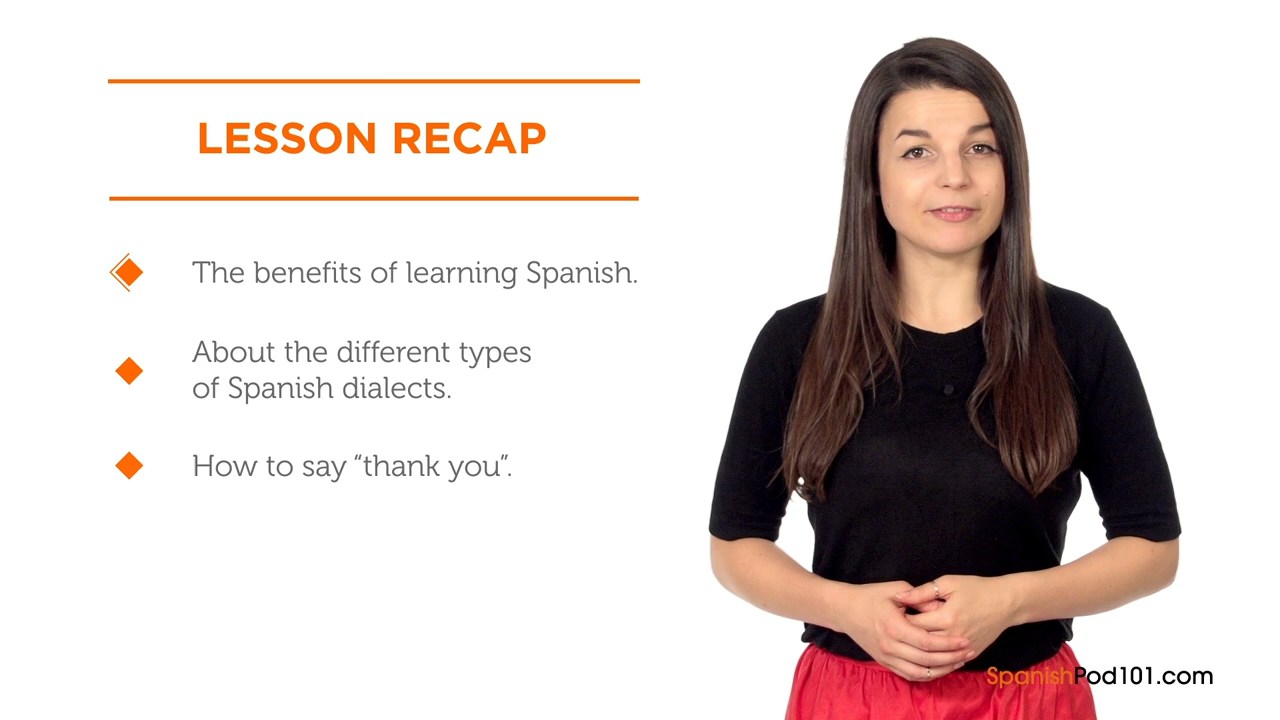 LESSON RECAP
The benefits of learning Spanish.
About the different types
of Spanish dialects.
How to say “thank you”.
SpanishPod101.com